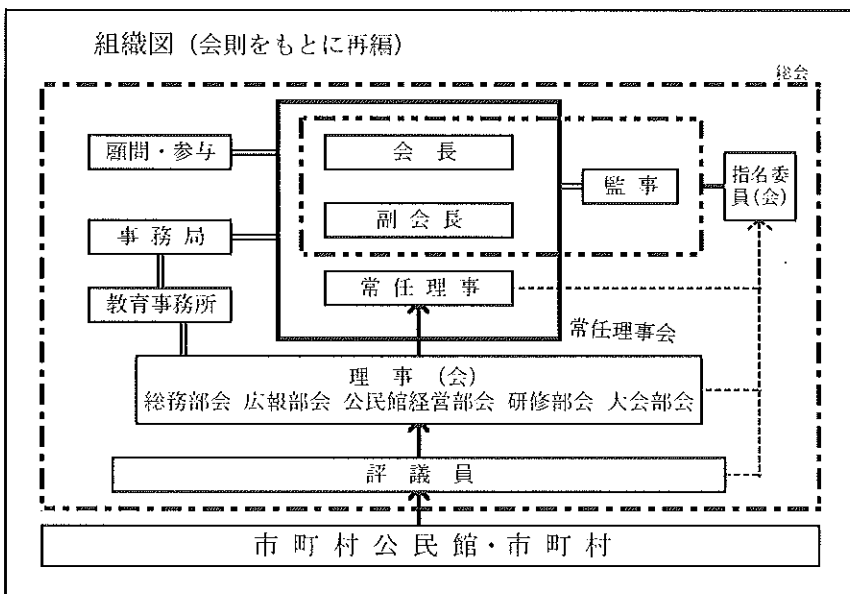 組織図（会則をもとに再編）
総会
顧問・参与
会長
監事
指名委
員(会)
副会長
事務局
常任理事
教育事務所
常任理事会
理事（会）
総務部会 広報部会 公民館経営部会 研修部会 大会部会
評議員
市町村公民館・市町村